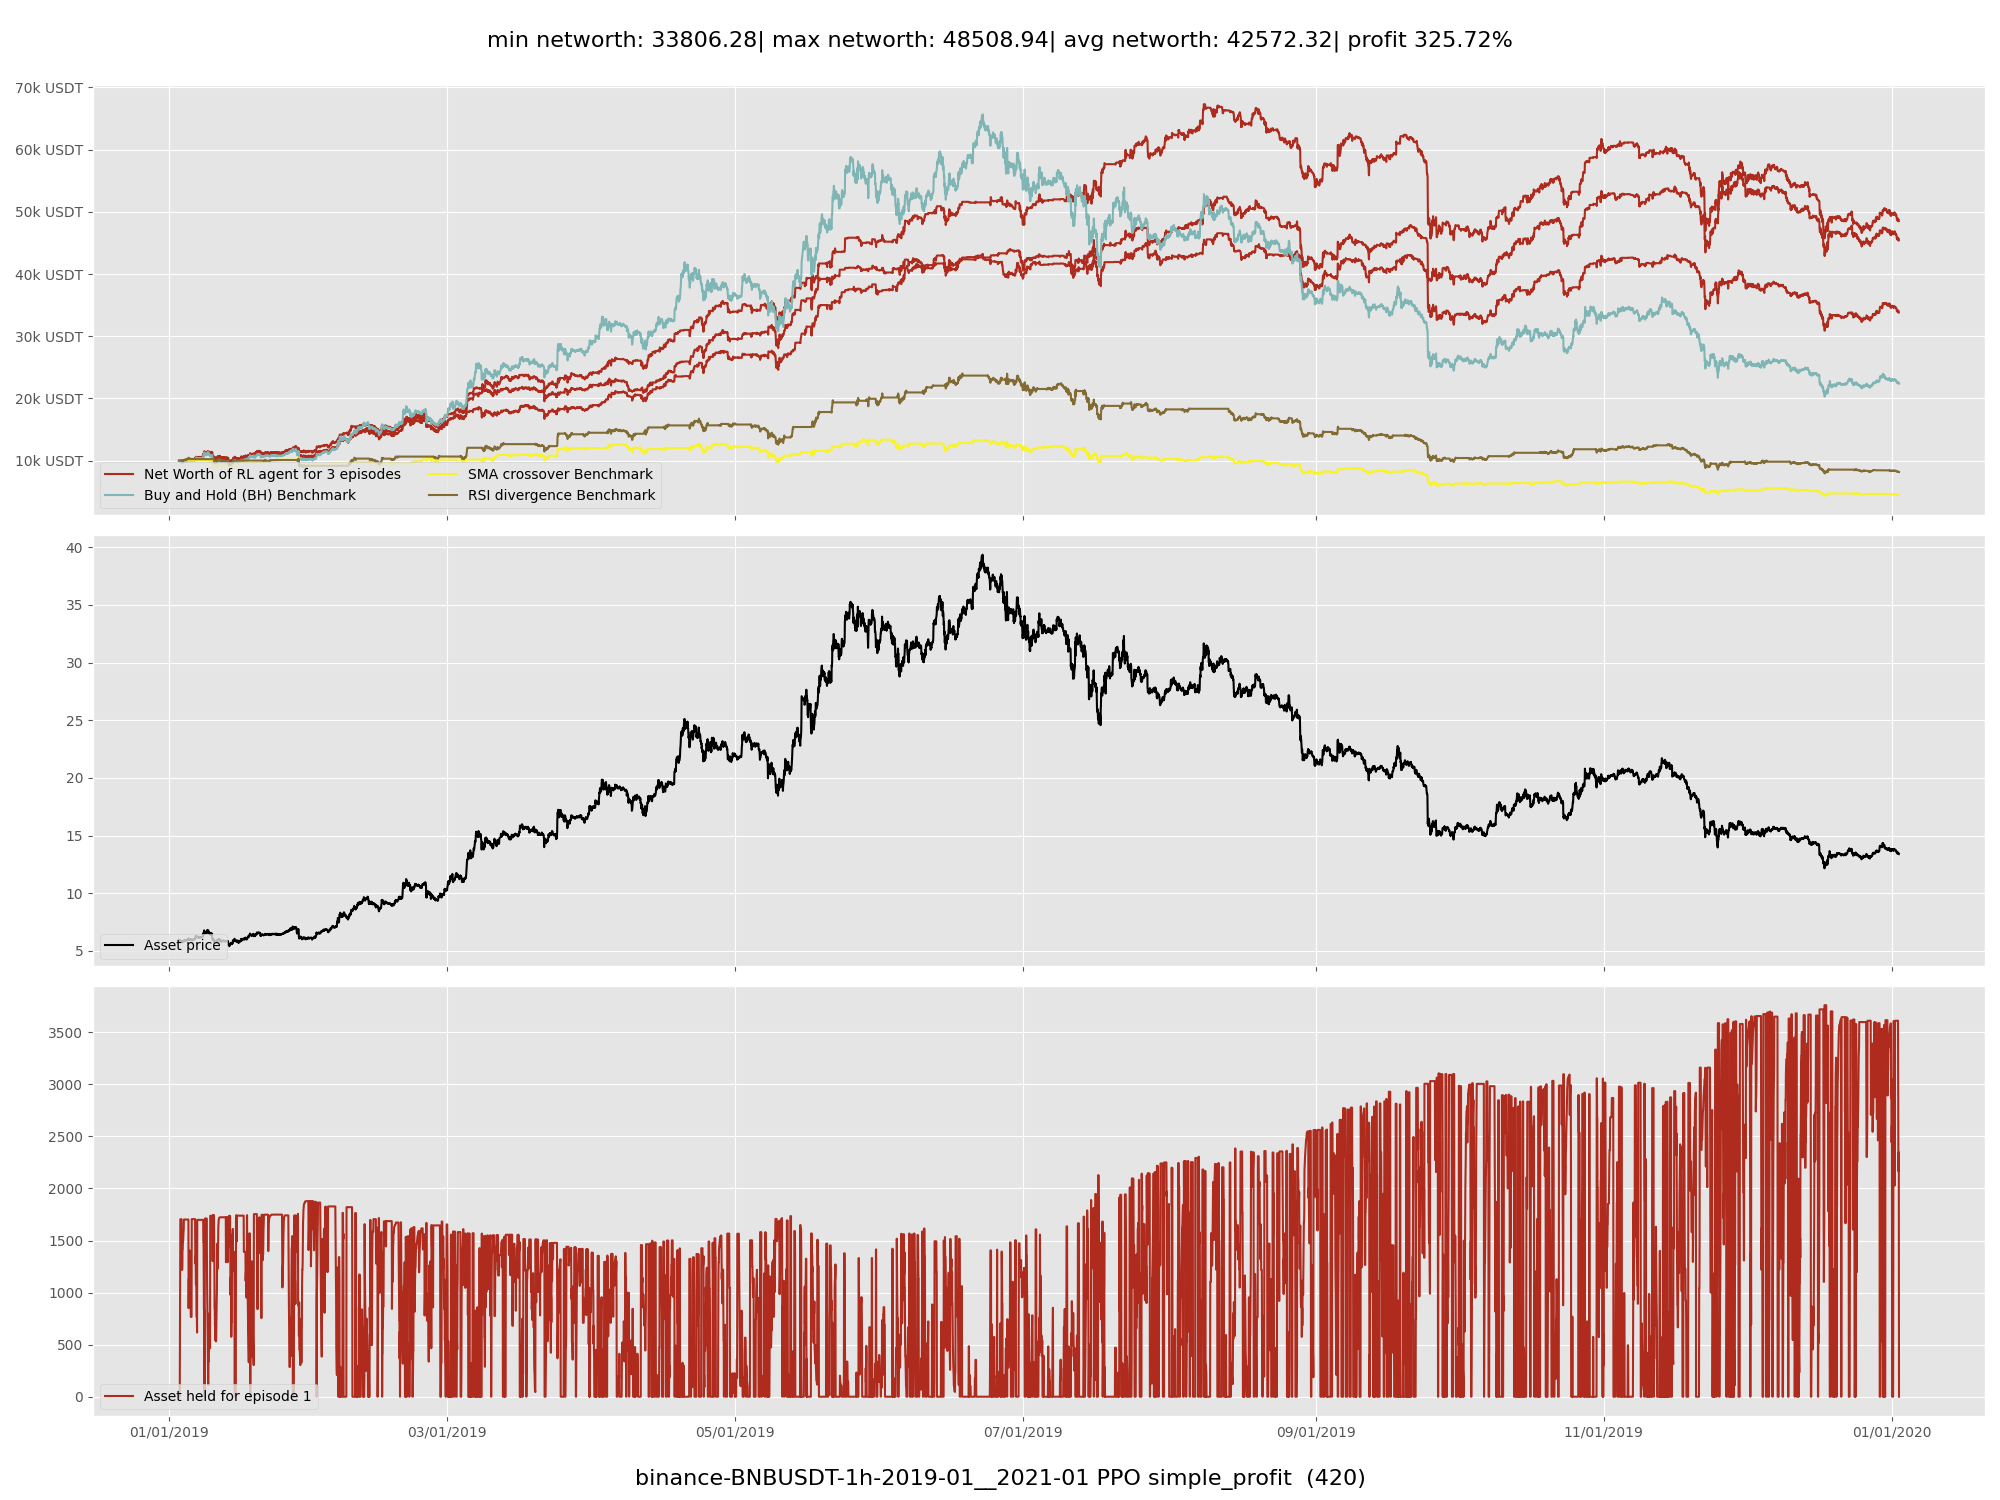 min networth: 33806.28| max networth: 48508.94| avg networth: 42572.32| profit 325.72%
70k USDT
60k USDT
50k USDT
40k USDT
30k USDT
20k USDT
10k USDT
Net Worth of RL agent for 3 episodes
Buy and Hold (BH) Benchmark
SMA crossover Benchmark
RSI divergence Benchmark
40
35
30
25
20
15
10
5
Asset price
3500
3000
2500
2000
1500
1000
500
0
Asset held for episode 1
01/01/2019 03/01/2019 05/01/2019 07/01/2019 09/01/2019 11/01/2019 01/01/2020
binance-BNBUSDT-1h-2019-01__2021-01 PPO simple_profit (420)